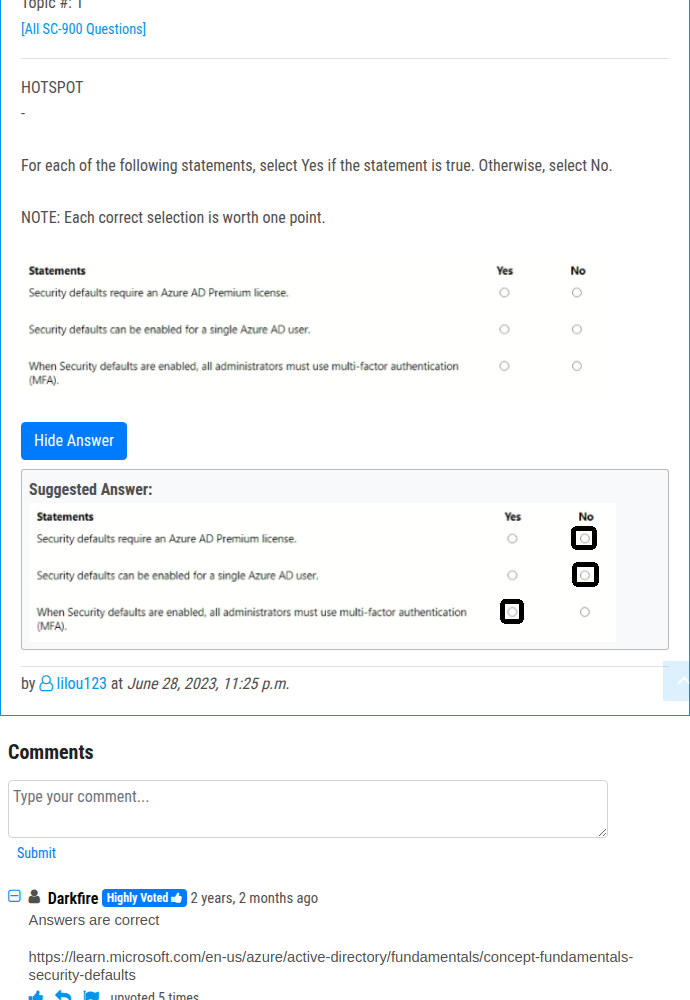 Topic #: 1
[All SC-900 Questions]
HOTSPOT
-
For each of the following statements, select Yes if the statement is true. Otherwise, select No.
NOTE: Each correct selection is worth one point.
Statements Yes No
Security defaults require an Azure AD Premium license.
Security defaults can be enabled for a single Azure AD user.
When Security defaults are enabled, all administrators must use multi-factor authentication
(MFA).
Hide Answer
Suggested Answer:
Statements Yes No
Security defaults require an Azure AD Premium license.
Security defaults can be enabled for a single Azure AD user.
When Security defaults are enabled, all administrators must use multi-factor authentication
(MFA).
by lilou123 at June 28, 2023, 11:25 p.m.
Comments
Type your comment...
Submit
Darkfire Highly Voted 2 years, 2 months ago
Answers are correct
https://learn.microsoft.com/en-us/azure/active-directory/fundamentals/concept-fundamentals-
security-defaults
upvoted 5 times